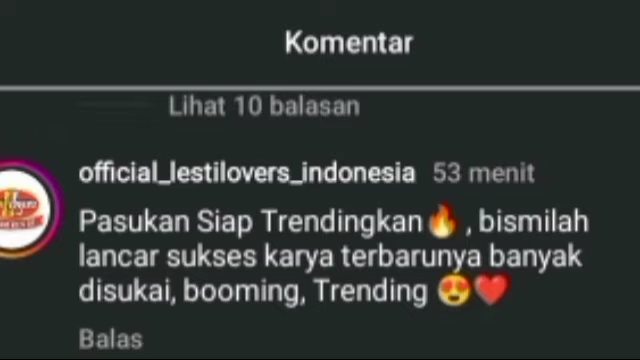 Komentar
Lihat 10 balasan
official_lestilovers_indonesia 53 menit
Pasukan Siap Trendingkan🔥 , bismilah
lancar sukses karya terbarunya banyak
disukai, booming, Trending 😍❤️
Balas